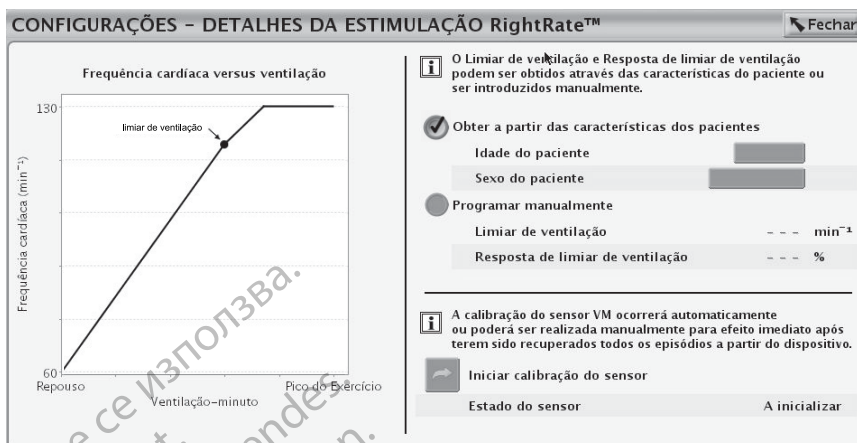 CONFIGURAÇÕES – DETALHES DA ESTIMULAÇÃO RightRate™
Fechar
Frequência cardíaca versus ventilação
130
limiar de ventilação
Frequência cardíaca (min⁻¹)
60
Repouso
Pico do Exercício
Ventilação-minuto
O Limiar de ventilação e Resposta de limiar de ventilação
podem ser obtidos através das características do paciente ou
ser introduzidos manualmente.
Obter a partir das características dos pacientes
Idade do paciente
Sexo do paciente
Programar manualmente
Limiar de ventilação - - - min⁻¹
Resposta de limiar de ventilação - - - %
A calibração do sensor VM ocorrerá automaticamente
ou poderá ser realizada manualmente para efeito imediato após
terem sido recuperados todos os episódios a partir do dispositivo.
Iniciar calibração do sensor
Estado do sensor A inicializar
се използва.